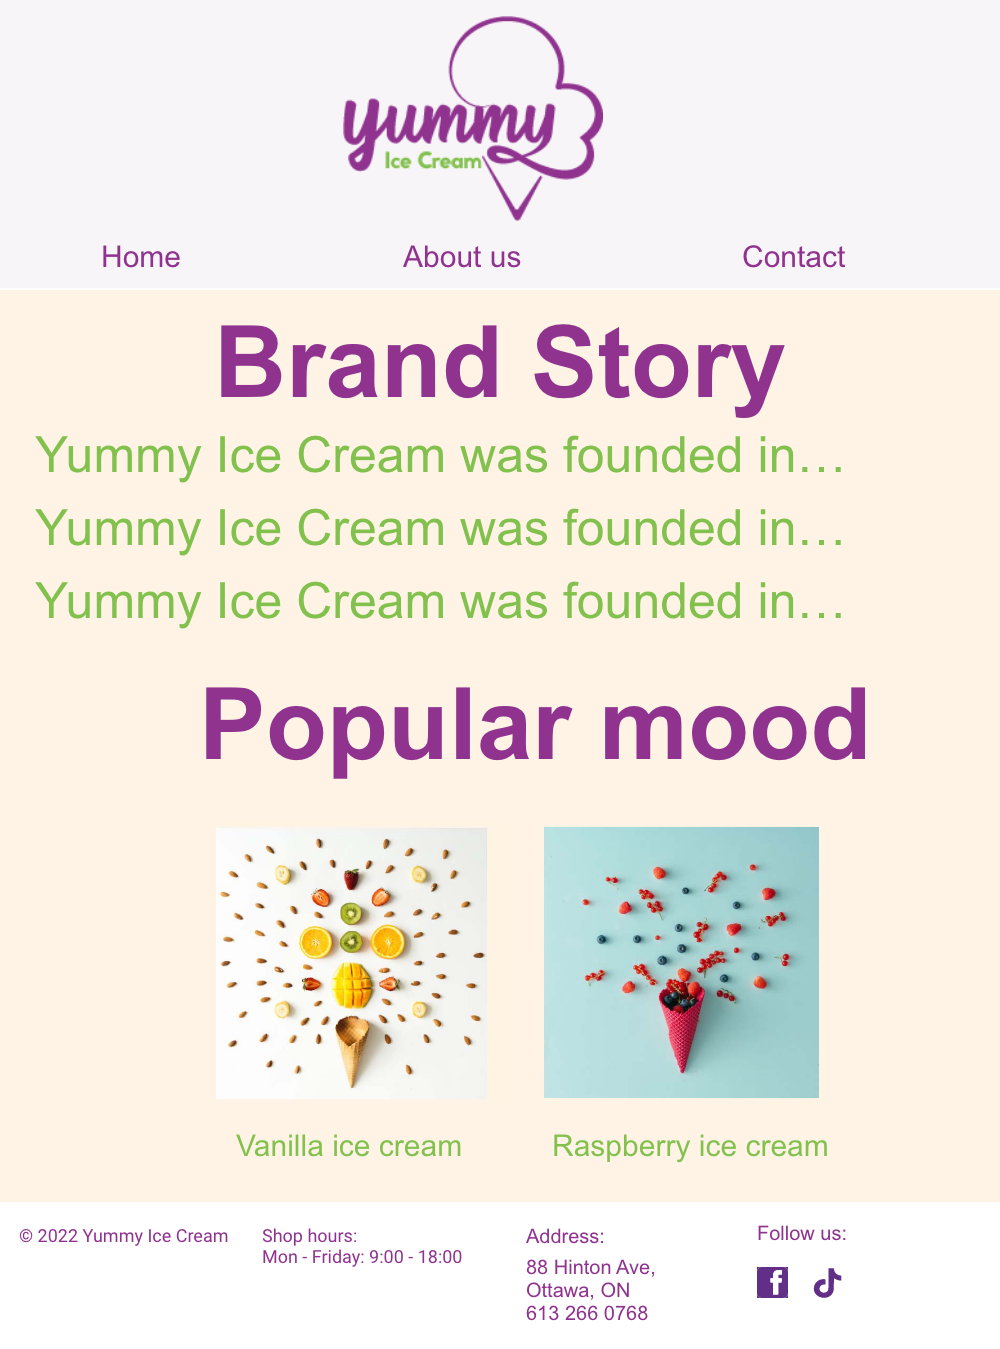 yummy
Ice Cream
Home About us Contact
Brand Story
Yummy Ice Cream was founded in…
Yummy Ice Cream was founded in…
Yummy Ice Cream was founded in…
Popular mood
Vanilla ice cream Raspberry ice cream
© 2022 Yummy Ice Cream
Shop hours:
Mon - Friday: 9:00 - 18:00
Address:
88 Hinton Ave,
Ottawa, ON
613 266 0768
Follow us: